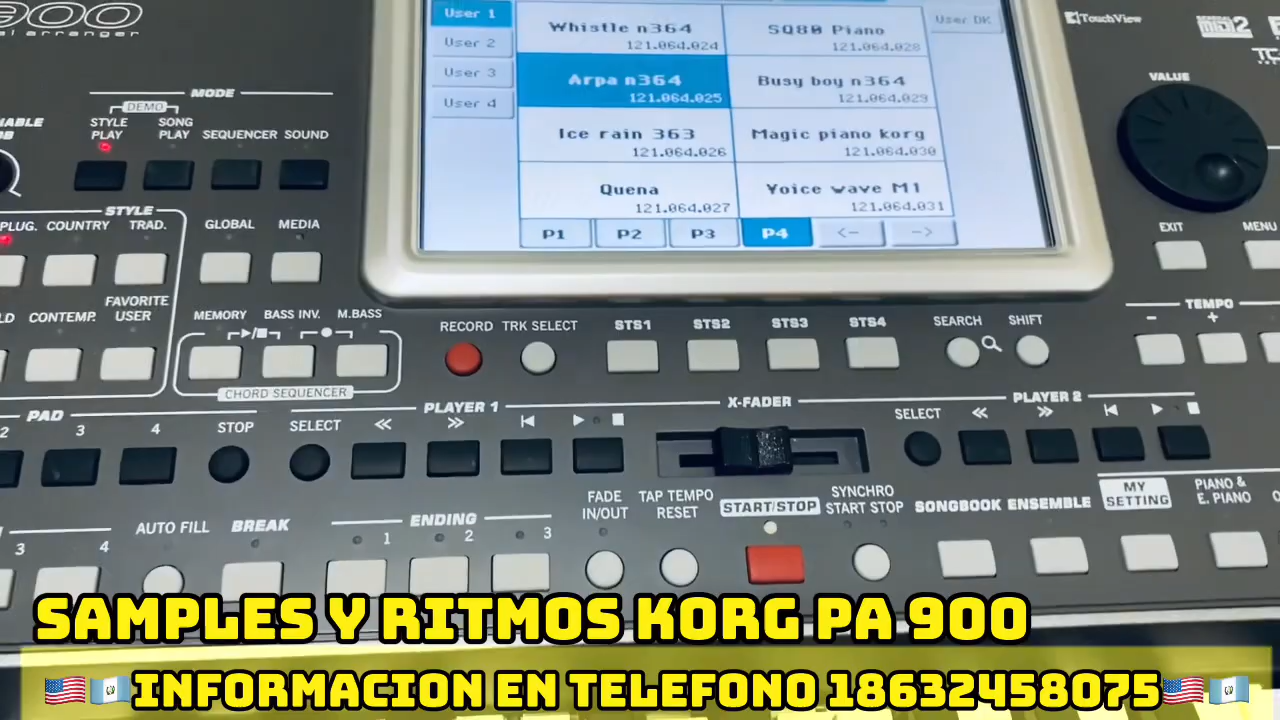 900
al arranger
User 1
User 2
User 3
User 4
Whistle n364
121.064.024
SQ80 Piano
121.064.028
User DK
Arpa n364
121.064.025
Busy boy n364
121.064.029
Ice rain 363
121.064.026
Magic piano korg
121.064.030
Quena
121.064.027
Voice wave M1
121.064.031
P1 P2 P3 P4 <- ->
TouchView
VALUE
EXIT MENU
TEMPO
- +
MODE
DEMO
STYLE PLAY
SONG PLAY
SEQUENCER SOUND
STYLE
PLUG. COUNTRY TRAD.
GLOBAL MEDIA
CONTEMP.
FAVORITE USER
MEMORY BASS INV. M.BASS
CHORD SEQUENCER
RECORD TRK SELECT
STS1 STS2 STS3 STS4
SEARCH SHIFT
PAD
2 3 4 STOP
PLAYER 1
SELECT
X-FADER
PLAYER 2
SELECT
3 4
AUTO FILL BREAK
ENDING
1 2 3
FADE IN/OUT
TAP TEMPO RESET
START/STOP
SYNCHRO
START STOP
SONGBOOK ENSEMBLE
MY SETTING
PIANO & E. PIANO
SAMPLES Y RITMOS KORG PA 900
INFORMACION EN TELEFONO 18632458075